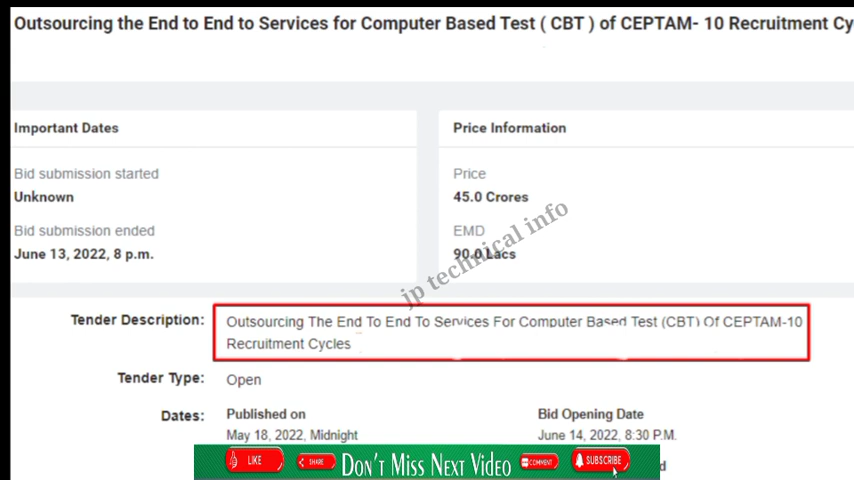 Outsourcing the End to End to Services for Computer Based Test ( CBT ) of CEPTAM- 10 Recruitment Cy
Important Dates
Price Information
Bid submission started
Unknown
Price
45.0 Crores
Bid submission ended
June 13, 2022, 8 p.m.
EMD
90.0 Lacs
jp technical info
Tender Description:
Outsourcing The End To End To Services For Computer Based Test (CBT) Of CEPTAM-10
Recruitment Cycles
Tender Type:
Open
Dates:
Published on
May 18, 2022, Midnight
Bid Opening Date
June 14, 2022, 8:30 P.M.
LIKE
SHARE
DON'T MISS NEXT VIDEO
COMMENT
SUBSCRIBE